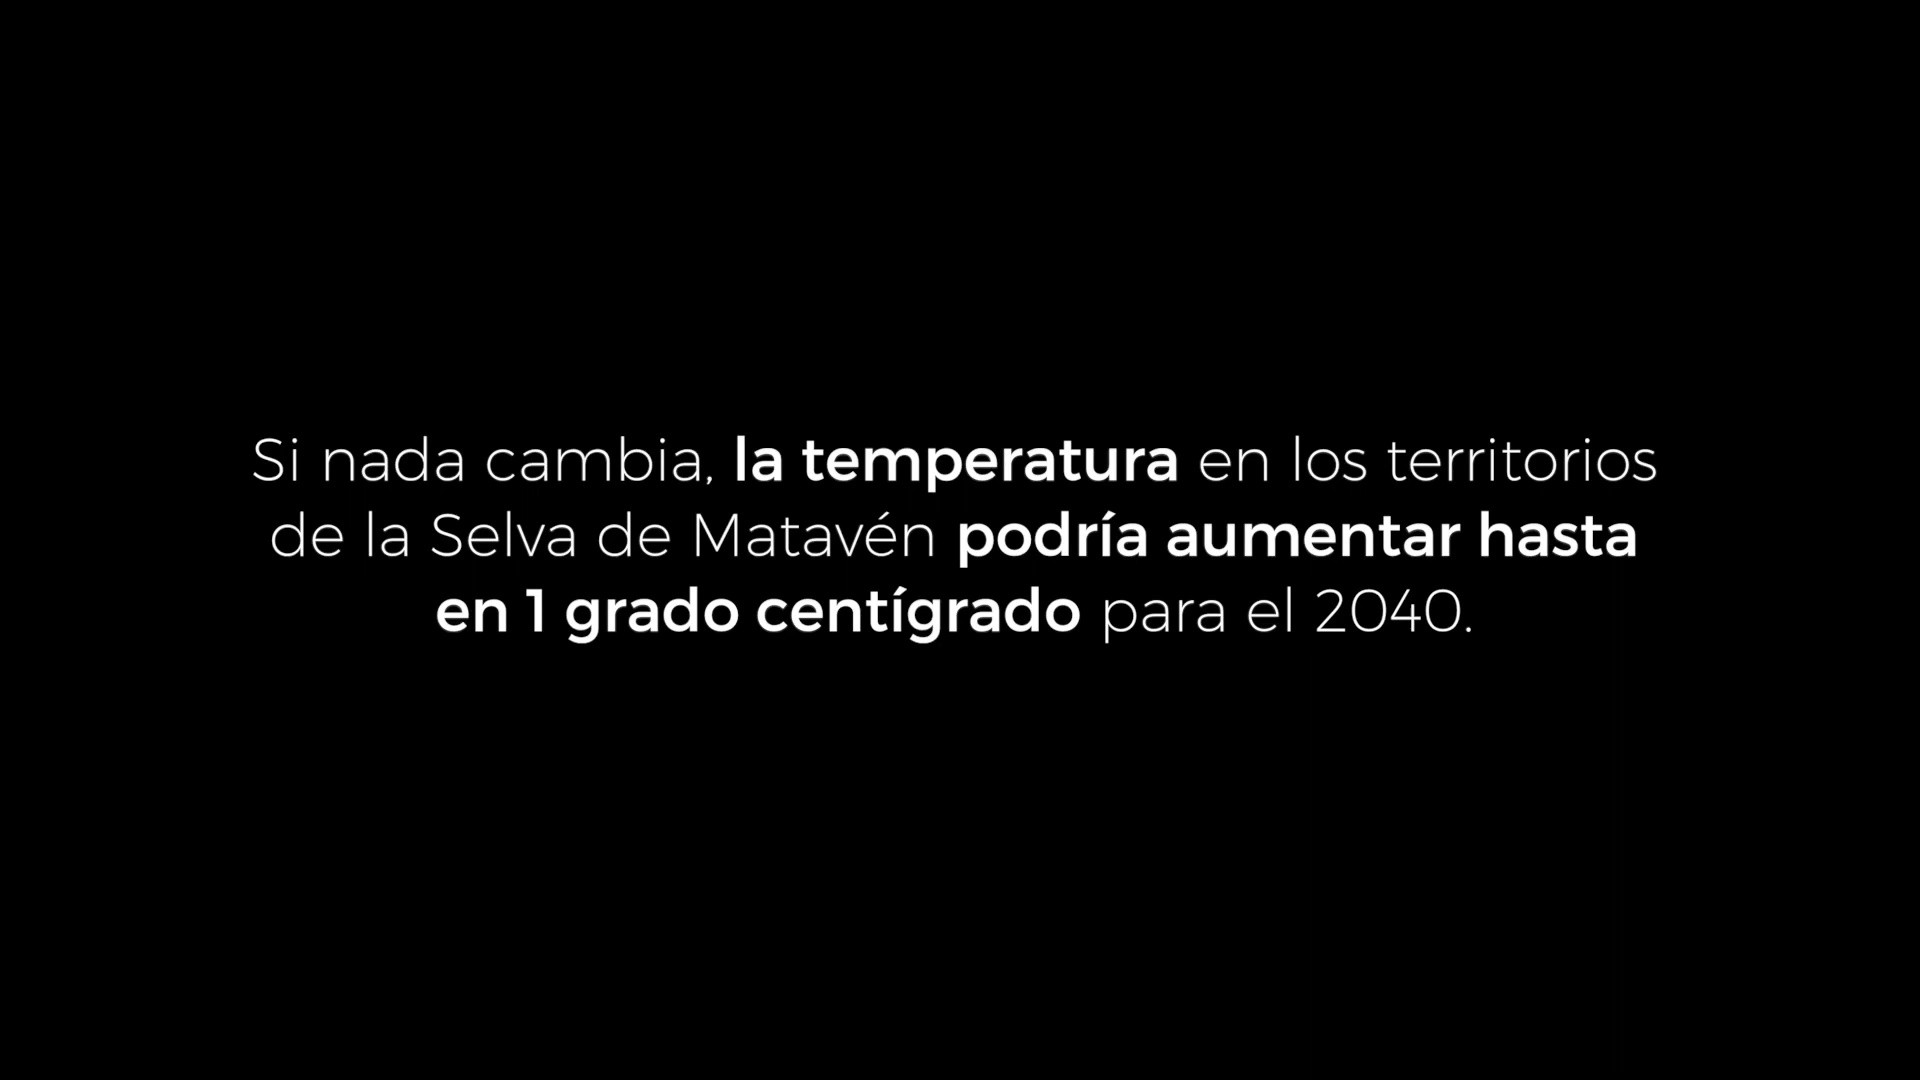 Si nada cambia, la temperatura en los territorios
de la Selva de Matavén podría aumentar hasta
en 1 grado centígrado para el 2040.